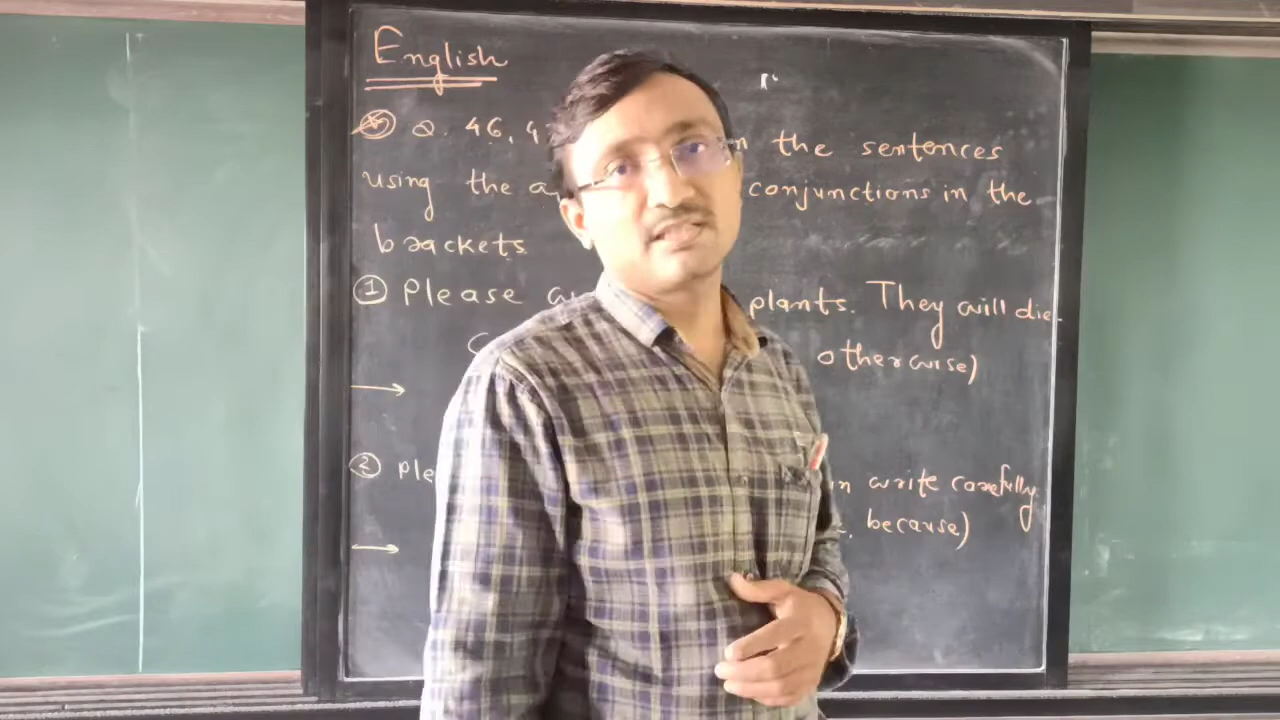 English
Q. 46, 4 the sentences
using the conjunctions in the
brackets
① Please plants. They will die.
otherwise)
② write carefully
because)